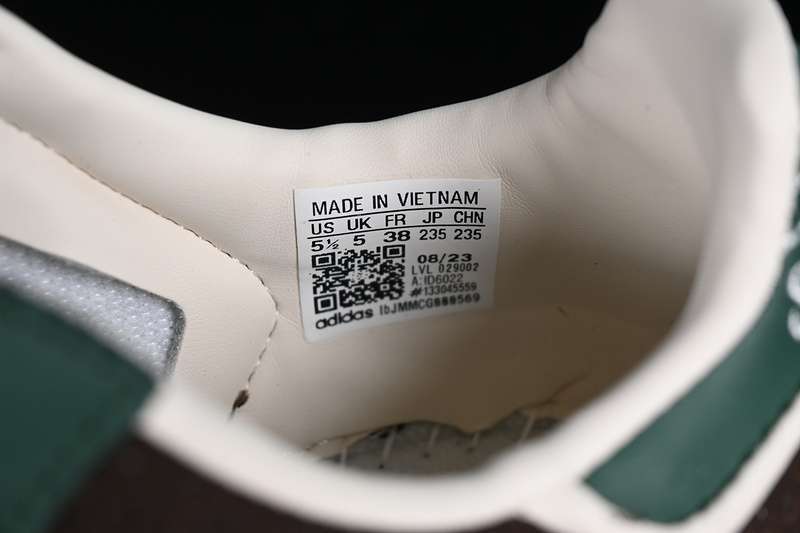 MADE IN VIETNAM
US UK FR JP CHN
5½ 5 38 235 235
08/23
LVL 029002
A:ID6022
#133045559
adidas IbJMMCG000569